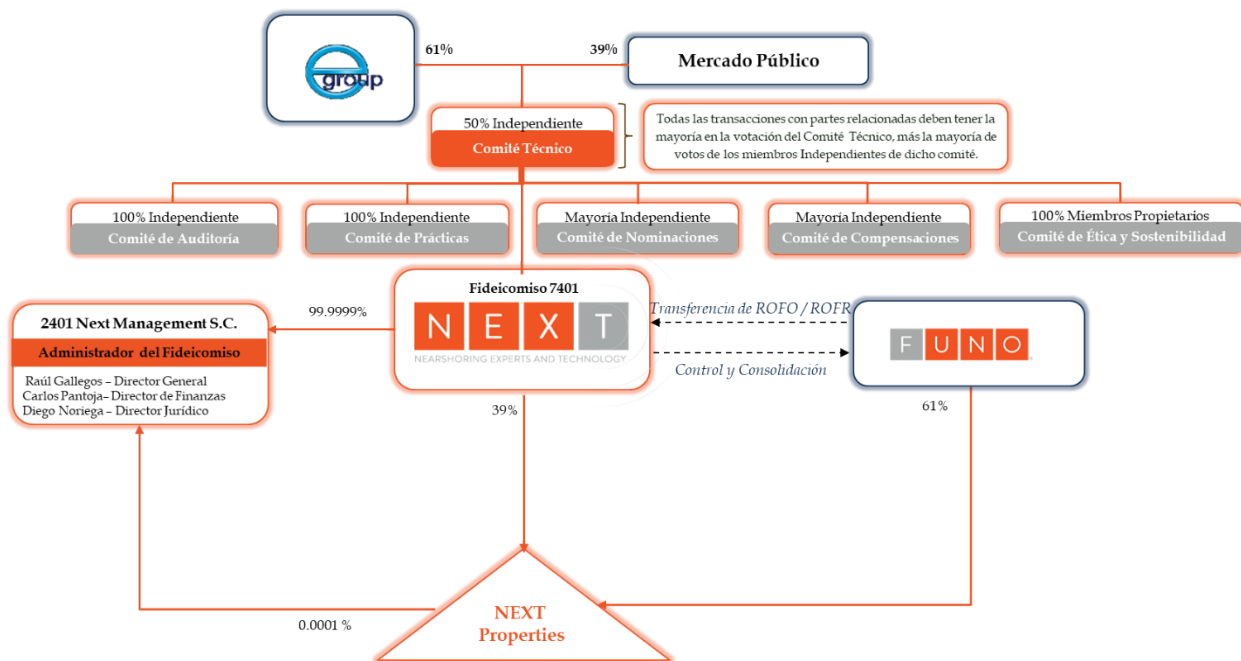 61%
39%
e group
Mercado Público
50% Independiente
Comité Técnico
Todas las transacciones con partes relacionadas deben tener la
mayoría en la votación del Comité Técnico, más la mayoría de
votos de los miembros Independientes de dicho comité.
100% Independiente
Comité de Auditoría
100% Independiente
Comité de Prácticas
Mayoría Independiente
Comité de Nominaciones
Mayoría Independiente
Comité de Compensaciones
100% Miembros Propietarios
Comité de Ética y Sostenibilidad
Fideicomiso 7401
NEXT
NEARSHORING EXPERTS AND TECHNOLOGY
99.9999%
2401 Next Management S.C.
Administrador del Fideicomiso
Raúl Gallegos – Director General
Carlos Pantoja– Director de Finanzas
Diego Noriega – Director Jurídico
Transferencia de ROFO / ROFR
Control y Consolidación
FUNO
39%
61%
NEXT
Properties
0.0001 %